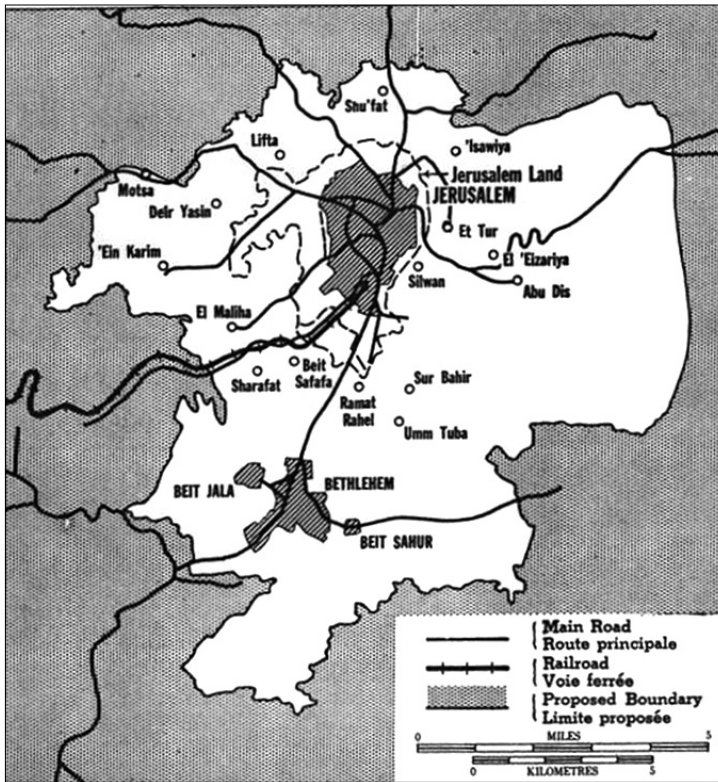 Shu'fat
Lifta
'Isawiya
Jerusalem Land
JERUSALEM
Motsa
Deir Yasin
Et Tur
'Ein Karim
El 'Eizariya
Silwan
Abu Dis
El Maliha
Beit
Safafa
Sharafat
Sur Bahir
Ramat
Rahel
Umm Tuba
BEIT JALA
BETHLEHEM
BEIT SAHUR
Main Road
Route principale
Railroad
Voie ferrée
Proposed Boundary
Limite proposée
0 MILES 5
0 5
KILOMETRES